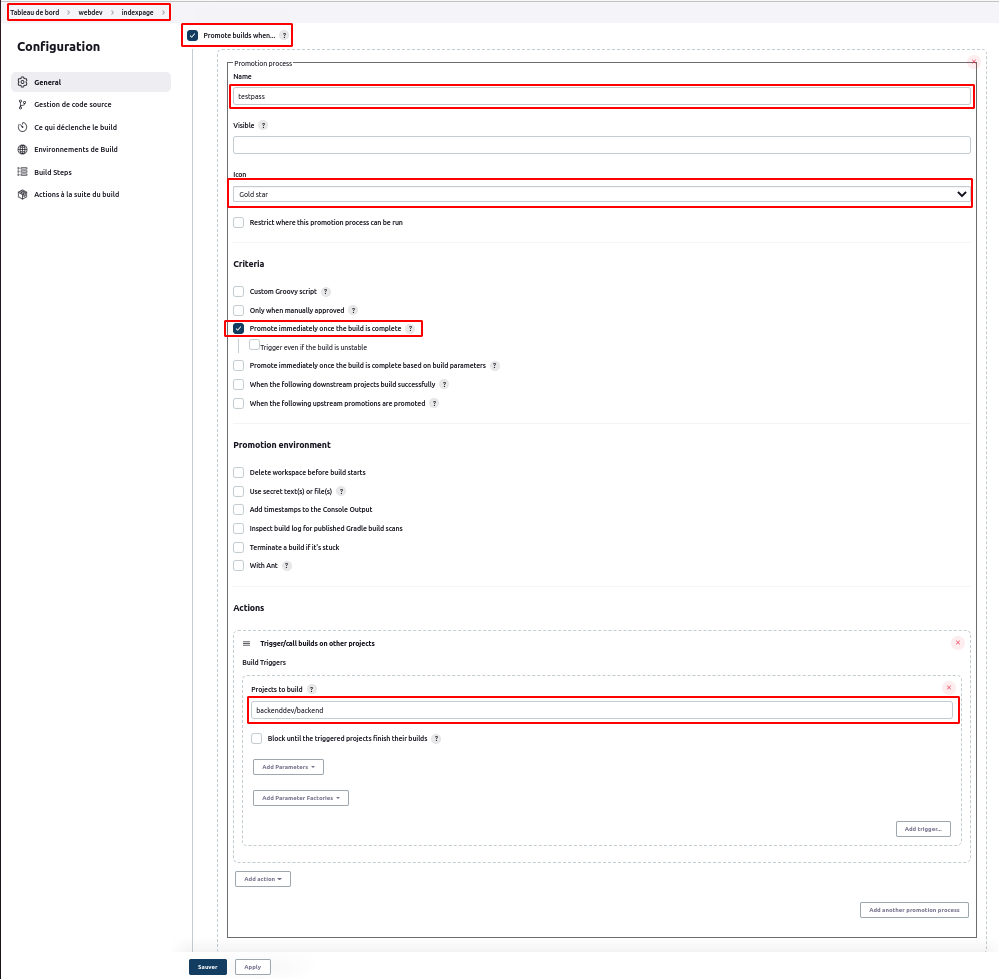 Tableau de bord > webdev > indexpage >
Configuration
General
Gestion de code source
Ce qui déclenche le build
Environnements de Build
Build Steps
Actions à la suite du build
Promote builds when... ?
Promotion process
Name
testpass
Visible ?
Icon
Gold star
Restrict where this promotion process can be run
Criteria
Custom Groovy script ?
Only when manually approved ?
Promote immediately once the build is complete ?
Trigger even if the build is unstable
Promote immediately once the build is complete based on build parameters ?
When the following downstream projects build successfully ?
When the following upstream promotions are promoted ?
Promotion environment
Delete workspace before build starts
Use secret text(s) or file(s) ?
Add timestamps to the Console Output
Inspect build log for published Gradle build scans
Terminate a build if it's stuck
With Ant ?
Actions
Trigger/call builds on other projects
Build Triggers
Projects to build ?
backenddev/backend
Block until the triggered projects finish their builds ?
Add Parameters
Add Parameter Factories
Add trigger...
Add action
Add another promotion process
Sauver
Apply